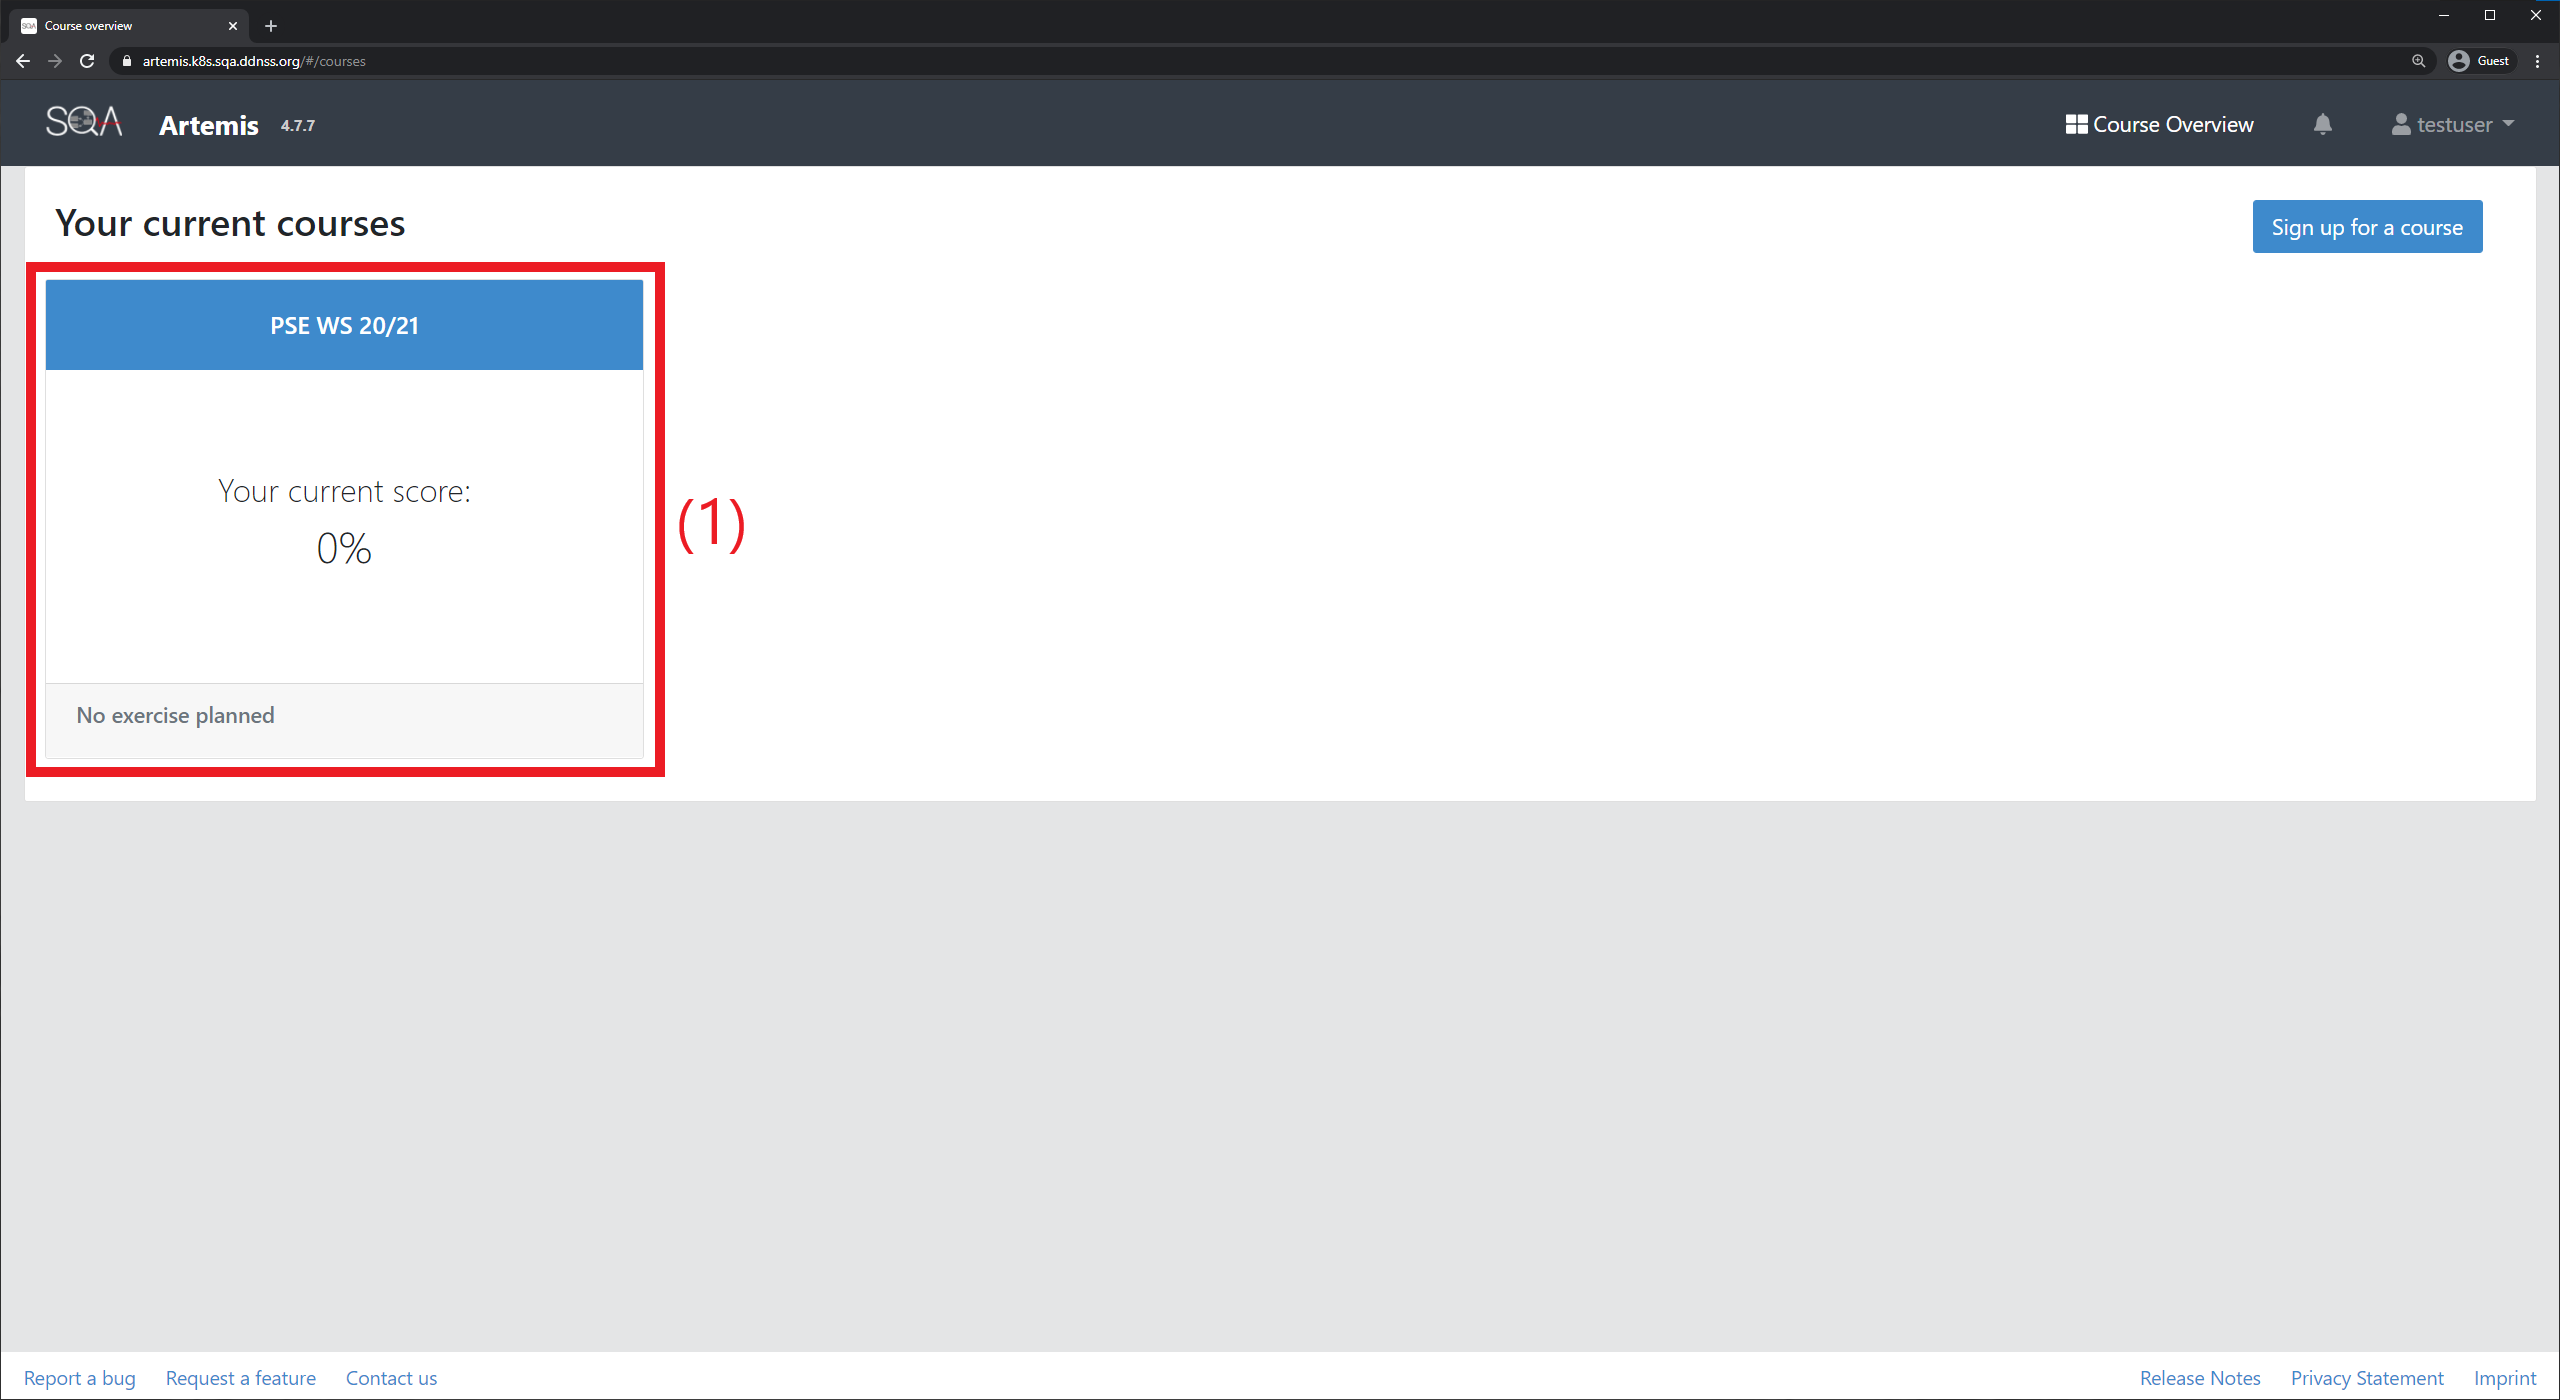 Course overview
artemis.k8s.sqa.ddnss.org/#/courses
Guest
SQA
Artemis 4.7.7
Course Overview
testuser
Your current courses
Sign up for a course
PSE WS 20/21
Your current score:
0%
(1)
No exercise planned
Report a bug Request a feature Contact us
Release Notes Privacy Statement Imprint